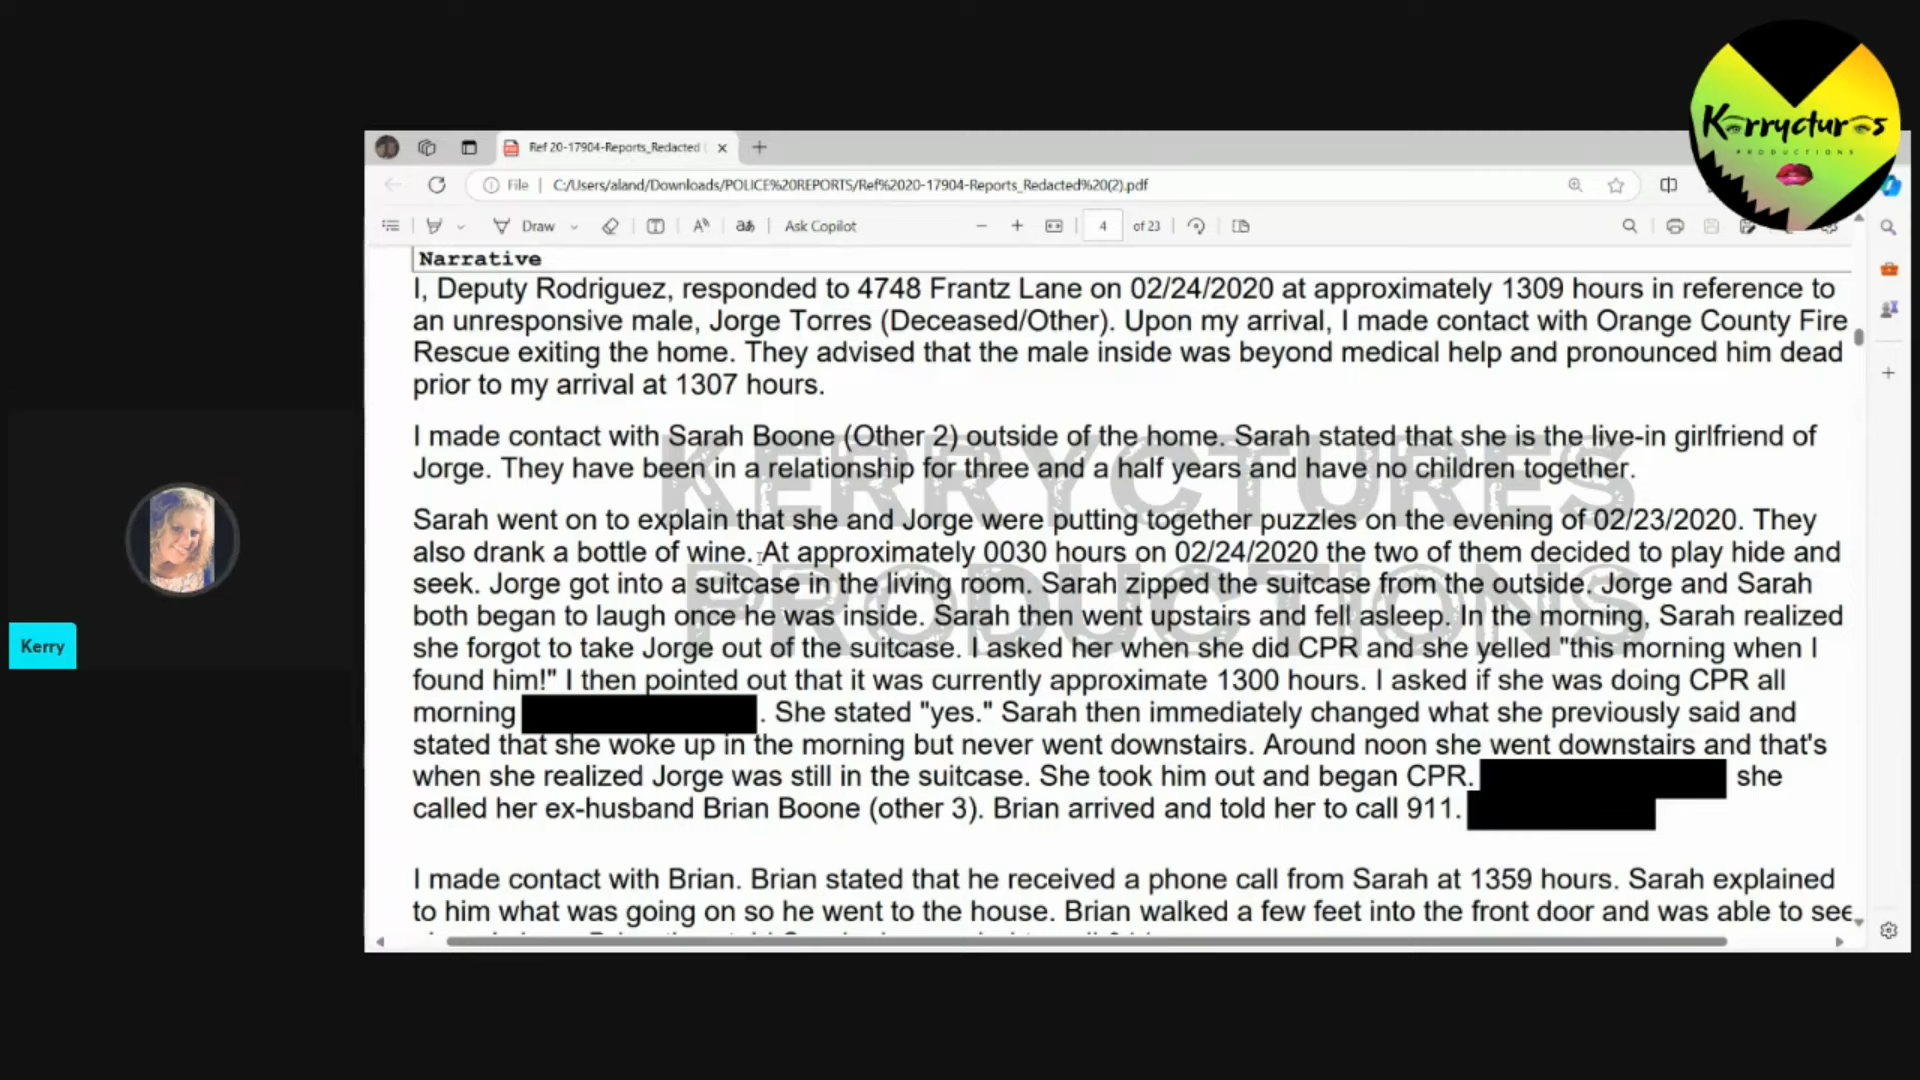 Kerryctures
PRODUCTIONS
Ref 20-17904-Reports_Redacted (
File C:/Users/aland/Downloads/POLICE%20REPORTS/Ref%2020-17904-Reports_Redacted%20(2).pdf
Draw Ask Copilot 4 of 23
Narrative
I, Deputy Rodriguez, responded to 4748 Frantz Lane on 02/24/2020 at approximately 1309 hours in reference to
an unresponsive male, Jorge Torres (Deceased/Other). Upon my arrival, I made contact with Orange County Fire
Rescue exiting the home. They advised that the male inside was beyond medical help and pronounced him dead
prior to my arrival at 1307 hours.
I made contact with Sarah Boone (Other 2) outside of the home. Sarah stated that she is the live-in girlfriend of
Jorge. They have been in a relationship for three and a half years and have no children together.
KERRYCTURES
PRODUCTIONS
Sarah went on to explain that she and Jorge were putting together puzzles on the evening of 02/23/2020. They
also drank a bottle of wine. At approximately 0030 hours on 02/24/2020 the two of them decided to play hide and
seek. Jorge got into a suitcase in the living room. Sarah zipped the suitcase from the outside. Jorge and Sarah
both began to laugh once he was inside. Sarah then went upstairs and fell asleep. In the morning, Sarah realized
she forgot to take Jorge out of the suitcase. I asked her when she did CPR and she yelled "this morning when I
found him!" I then pointed out that it was currently approximate 1300 hours. I asked if she was doing CPR all
morning . She stated "yes." Sarah then immediately changed what she previously said and
stated that she woke up in the morning but never went downstairs. Around noon she went downstairs and that's
when she realized Jorge was still in the suitcase. She took him out and began CPR. she
called her ex-husband Brian Boone (other 3). Brian arrived and told her to call 911.
I made contact with Brian. Brian stated that he received a phone call from Sarah at 1359 hours. Sarah explained
to him what was going on so he went to the house. Brian walked a few feet into the front door and was able to see
Kerry